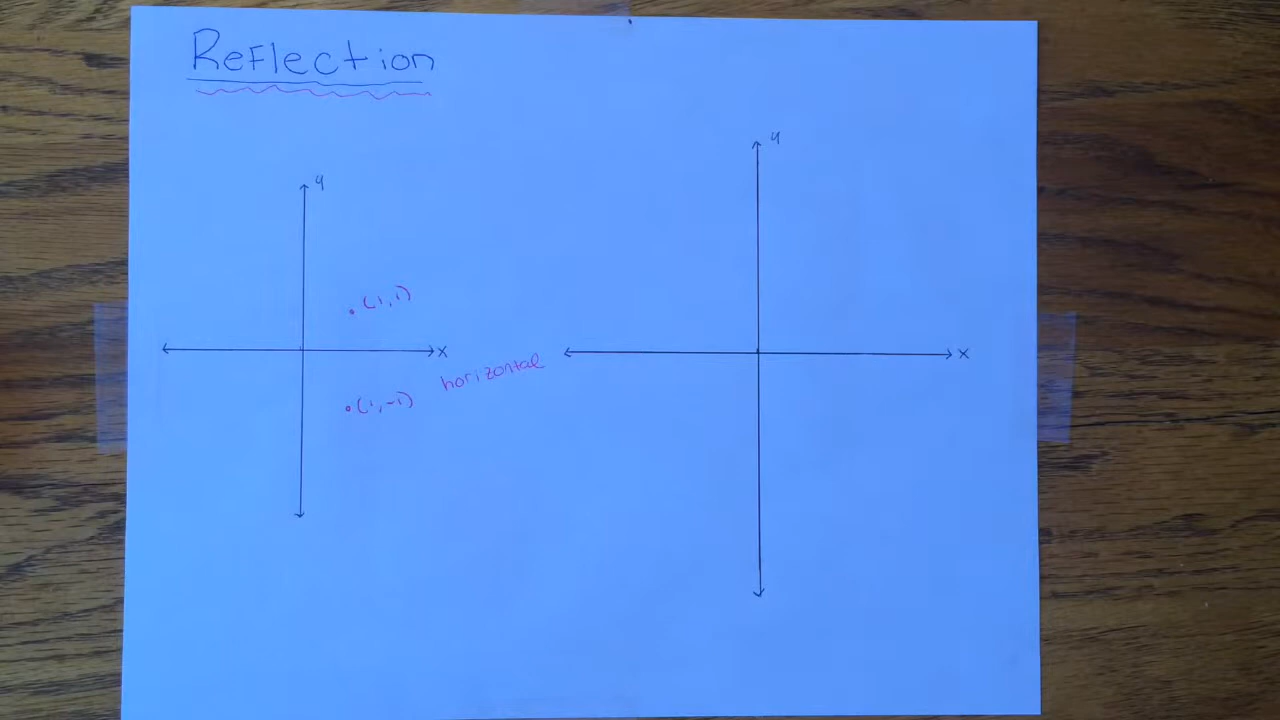 Reflection
y
(1,1)
x
horizontal
(1,-1)
y
x